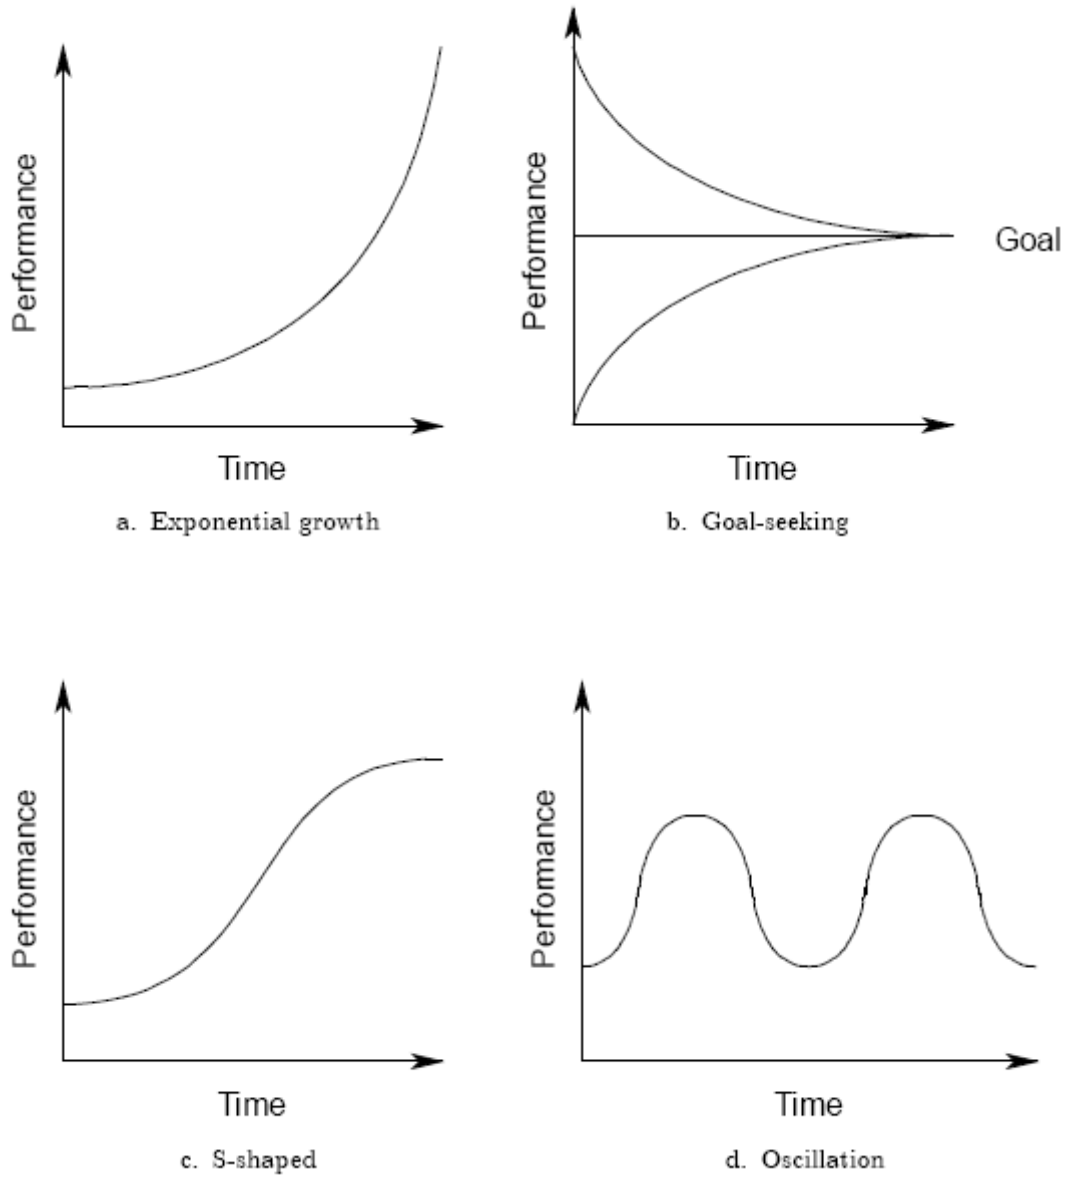 Performance
Time
a. Exponential growth
Performance
Goal
Time
b. Goal-seeking
Performance
Time
c. S-shaped
Performance
Time
d. Oscillation